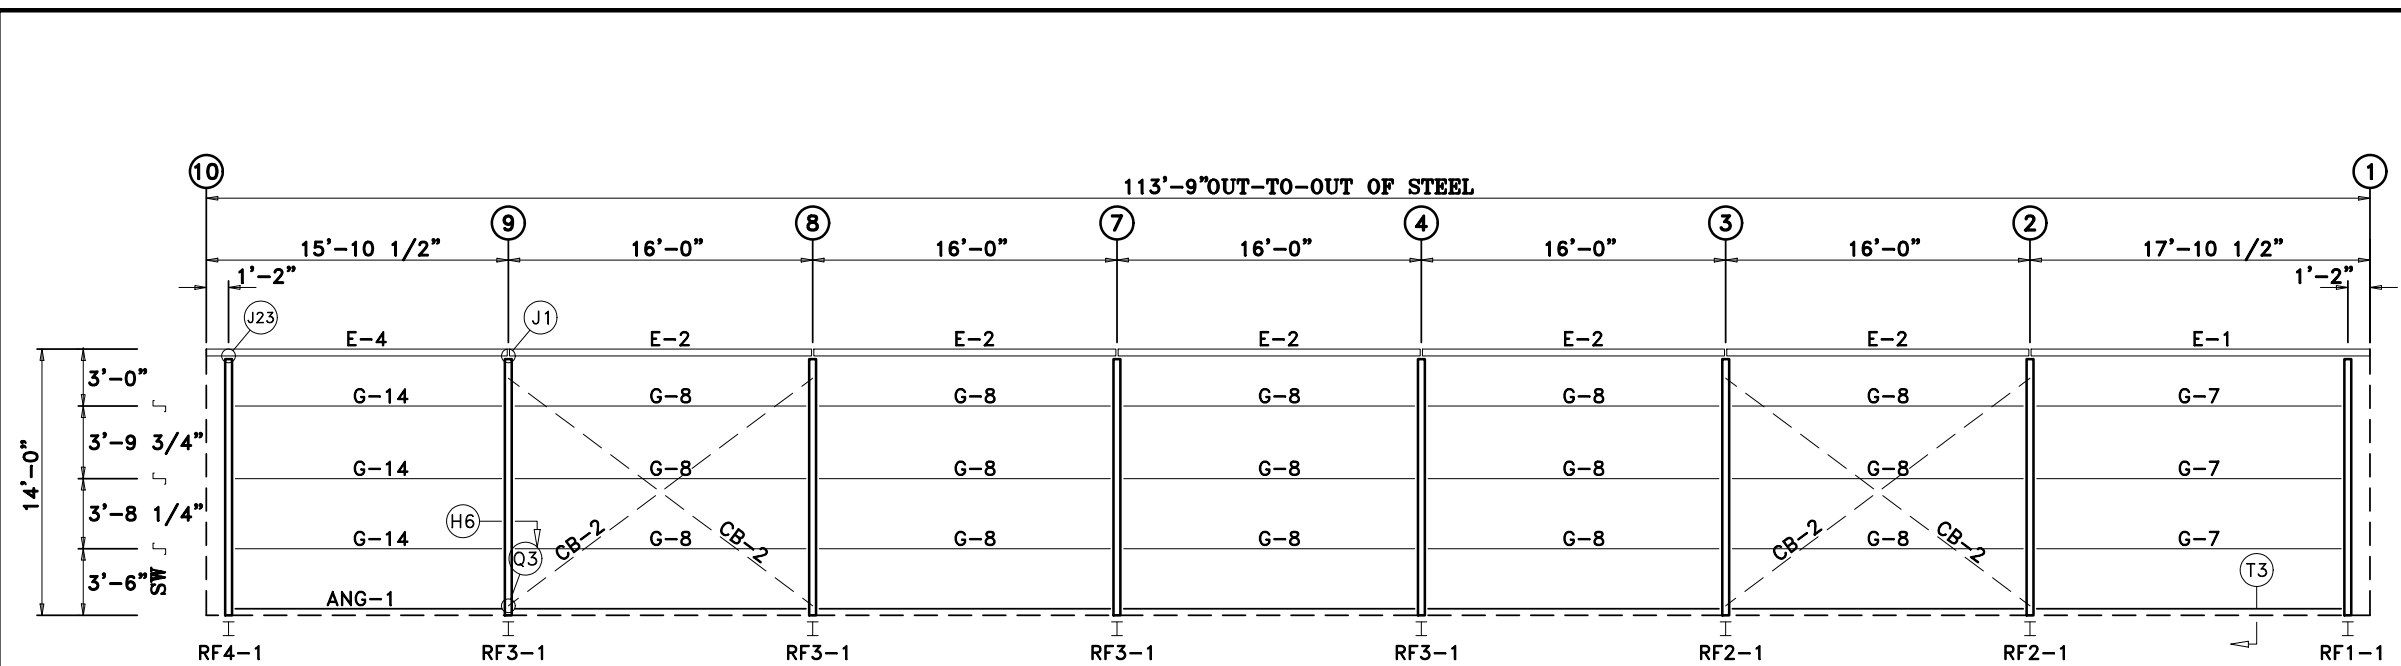 10 1
113'-9"OUT-TO-OUT OF STEEL
9 8 7 4 3 2
15'-10 1/2" 16'-0" 16'-0" 16'-0" 16'-0" 16'-0" 17'-10 1/2"
1'-2" 1'-2"
J23 J1
E-4 E-2 E-2 E-2 E-2 E-2 E-1
3'-0"
G-14 G-8 G-8 G-8 G-8 G-8 G-7
3'-9 3/4"
14'-0"
G-14 G-8 G-8 G-8 G-8 G-8 G-7
3'-8 1/4"
H6
G-14 CB-2 G-8 CB-2 G-8 G-8 G-8 CB-2 G-8 CB-2 G-7
Q3
T3
3'-6" SW
ANG-1
RF4-1 RF3-1 RF3-1 RF3-1 RF3-1 RF2-1 RF2-1 RF1-1